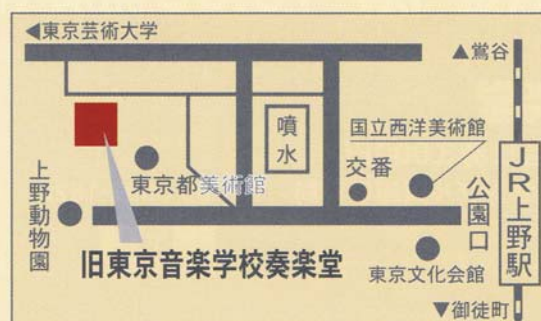 ◀東京芸術大学
▲鶯谷
噴水
国立西洋美術館
交番
東京都美術館
上野動物園
公園口
JR上野駅
旧東京音楽学校奏楽堂
東京文化会館
▼御徒町